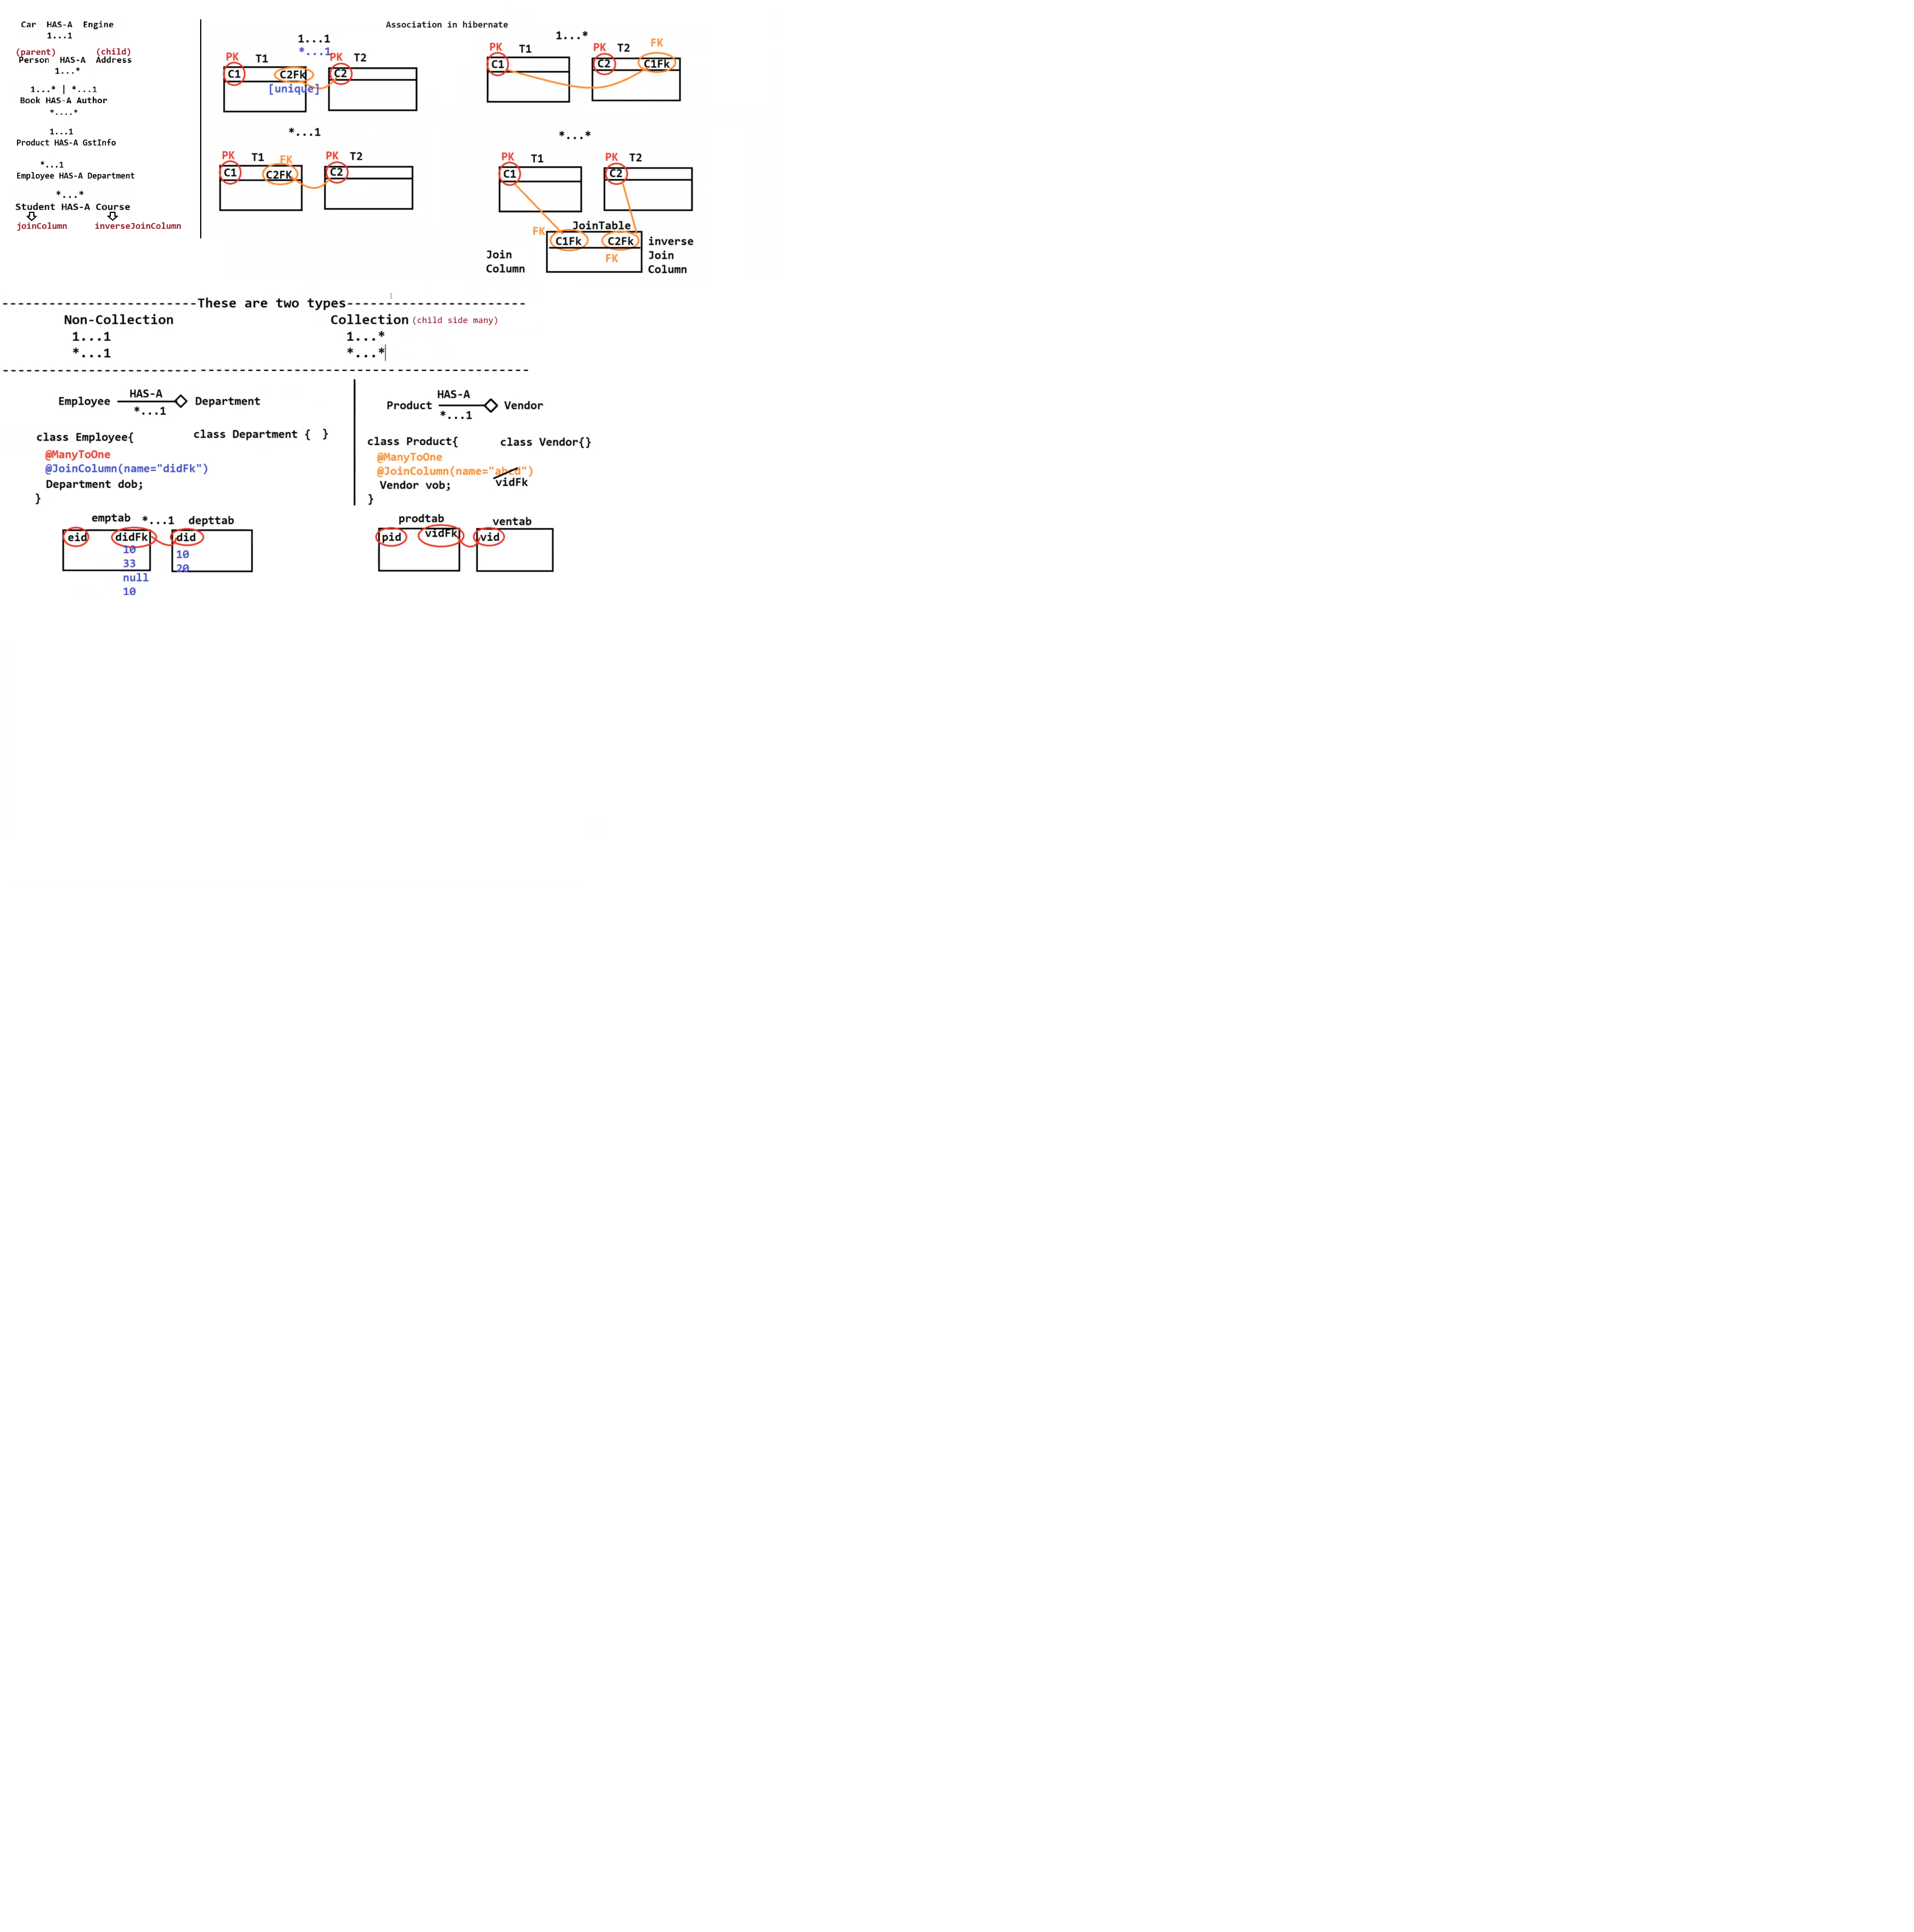 Car HAS-A Engine
1...1
(parent) (child)
Person HAS-A Address
1...*
1...* | *...1
Book HAS-A Author
*....*
1...1
Product HAS-A GstInfo
*...1
Employee HAS-A Department
*...*
Student HAS-A Course
joinColumn inverseJoinColumn
Association in hibernate
1...1
*...1
PK T1 PK T2
C1 C2Fk C2
[unique]
1...*
PK T1 PK T2 FK
C1 C2 C1Fk
*...1
PK T1 FK PK T2
C1 C2FK C2
*...*
PK T1 PK T2
C1 C2
JoinTable
FK C1Fk C2Fk
FK
Join
Column
inverse
Join
Column
-------------------------These are two types-----------------------
Non-Collection Collection (child side many)
1...1 1...*
*...1 *...*
--------------------------------------------------------------------
HAS-A
Employee Department
*...1
class Employee{ class Department { }
@ManyToOne
@JoinColumn(name="didFk")
Department dob;
}
emptab *...1 depttab
eid didFk did
10 10
33 20
null
10
HAS-A
Product Vendor
*...1
class Product{ class Vendor{}
@ManyToOne
@JoinColumn(name="abcd")
Vendor vob; vidFk
}
prodtab ventab
pid vidFk vid